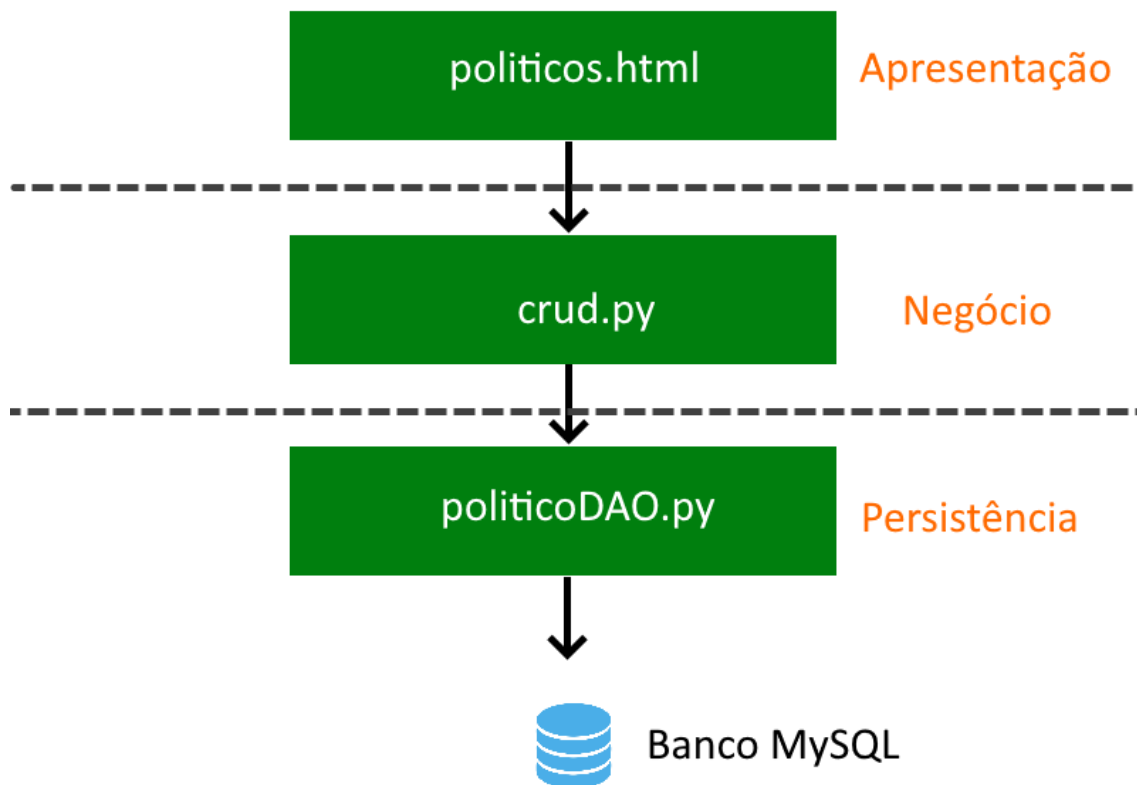 politicos.html
Apresentação
crud.py
Negócio
politicoDAO.py
Persistência
Banco MySQL